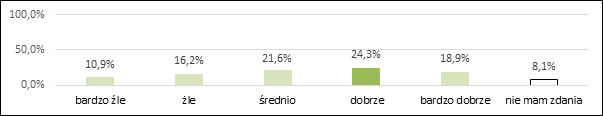 100,0%
50,0%
0,0%
10,9%
16,2%
21,6%
24,3%
18,9%
8,1%
bardzo źle
źle
średnio
dobrze
bardzo dobrze
nie mam zdania